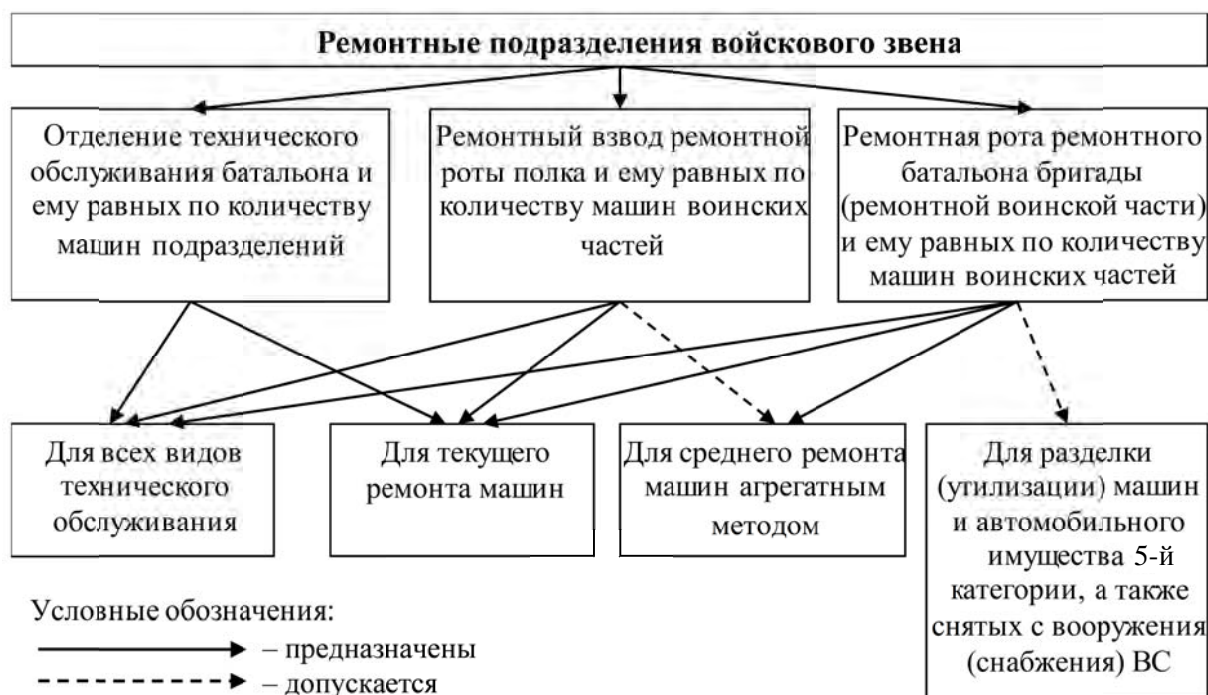 Ремонтные подразделения войскового звена
Отделение технического
обслуживания батальона и
ему равных по количеству
машин подразделений
Ремонтный взвод ремонтной
роты полка и ему равных по
количеству машин воинских
частей
Ремонтная рота ремонтного
батальона бригады
(ремонтной воинской части)
и ему равных по количеству
машин воинских частей
Для всех видов
технического
обслуживания
Для текущего
ремонта машин
Для среднего ремонта
машин агрегатным
методом
Для разделки
(утилизации) машин
и автомобильного
имущества 5-й
категории, а также
снятых с вооружения
(снабжения) ВС
Условные обозначения:
– предназначены
– допускается